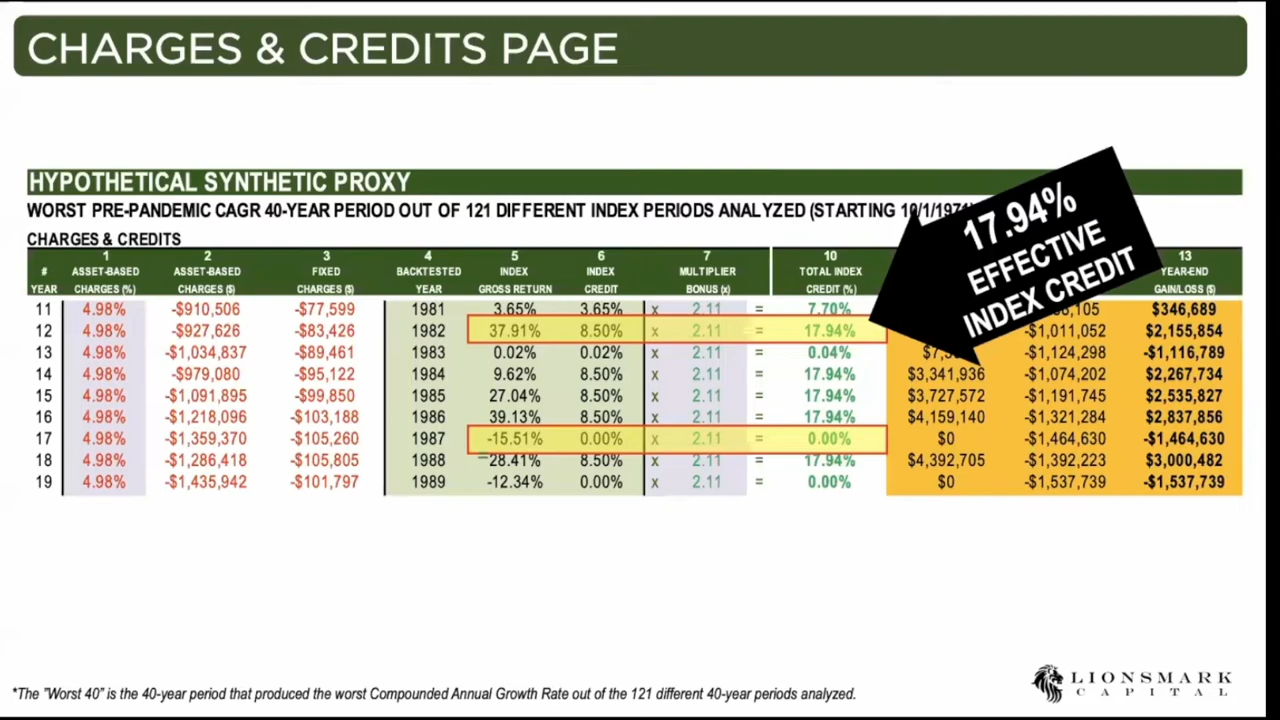 CHARGES & CREDITS PAGE
HYPOTHETICAL SYNTHETIC PROXY
WORST PRE-PANDEMIC CAGR 40-YEAR PERIOD OUT OF 121 DIFFERENT INDEX PERIODS ANALYZED (STARTING 10/1/1971)
17.94%
EFFECTIVE
INDEX CREDIT
CHARGES & CREDITS
1 2 3 4 5 6 7 10 13
# ASSET-BASED ASSET-BASED FIXED BACKTESTED INDEX INDEX MULTIPLIER TOTAL INDEX YEAR-END
YEAR CHARGES (%) CHARGES ($) CHARGES ($) YEAR GROSS RETURN CREDIT BONUS (x) CREDIT (%) GAIN/LOSS ($)
11 4.98% -$910,506 -$77,599 1981 3.65% 3.65% x 2.11 = 7.70% $346,689
12 4.98% -$927,626 -$83,426 1982 37.91% 8.50% x 2.11 = 17.94% -$1,011,052 $2,155,854
13 4.98% -$1,034,837 -$89,461 1983 0.02% 0.02% x 2.11 = 0.04% -$1,124,298 -$1,116,789
14 4.98% -$979,080 -$95,122 1984 9.62% 8.50% x 2.11 = 17.94% $3,341,936 -$1,074,202 $2,267,734
15 4.98% -$1,091,895 -$99,850 1985 27.04% 8.50% x 2.11 = 17.94% $3,727,572 -$1,191,745 $2,535,827
16 4.98% -$1,218,096 -$103,188 1986 39.13% 8.50% x 2.11 = 17.94% $4,159,140 -$1,321,284 $2,837,856
17 4.98% -$1,359,370 -$105,260 1987 -15.51% 0.00% x 2.11 = 0.00% $0 -$1,464,630 -$1,464,630
18 4.98% -$1,286,418 -$105,805 1988 28.41% 8.50% x 2.11 = 17.94% $4,392,705 -$1,392,223 $3,000,482
19 4.98% -$1,435,942 -$101,797 1989 -12.34% 0.00% x 2.11 = 0.00% $0 -$1,537,739 -$1,537,739
LIONSMARK
CAPITAL
*The "Worst 40" is the 40-year period that produced the worst Compounded Annual Growth Rate out of the 121 different 40-year periods analyzed.